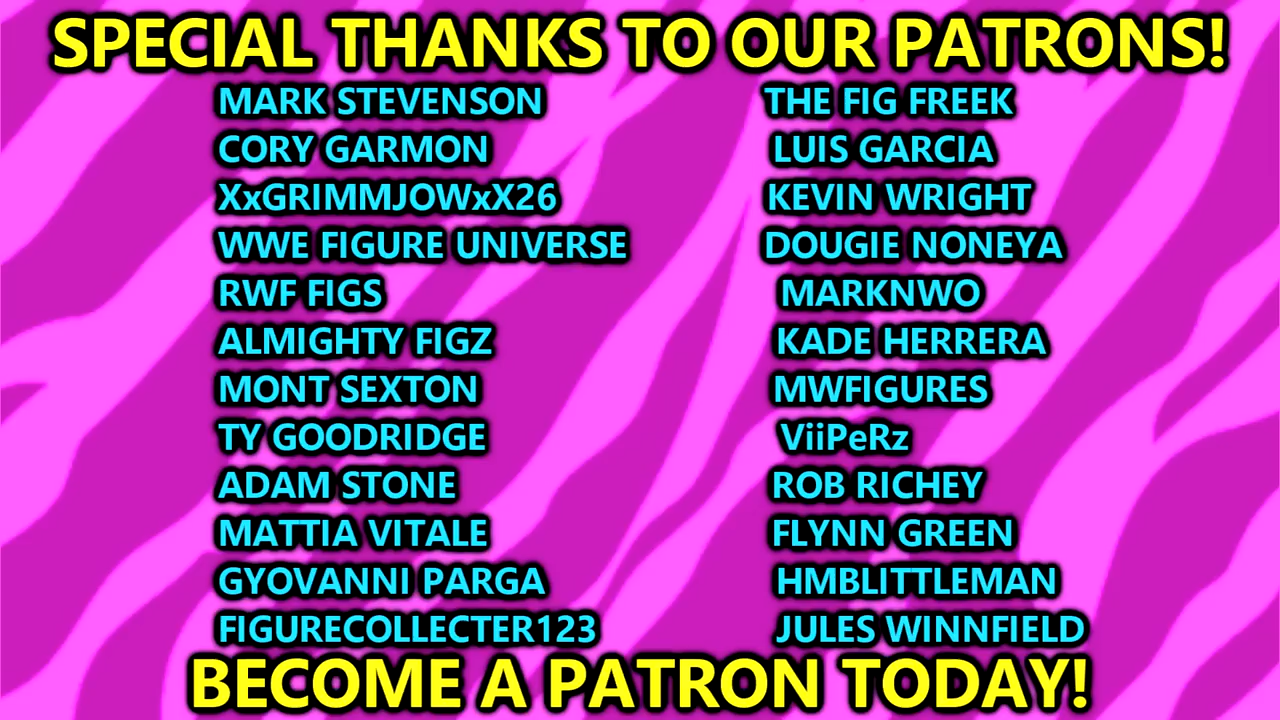 SPECIAL THANKS TO OUR PATRONS!
MARK STEVENSON
CORY GARMON
XxGRIMMJOWxX26
WWE FIGURE UNIVERSE
RWF FIGS
ALMIGHTY FIGZ
MONT SEXTON
TY GOODRIDGE
ADAM STONE
MATTIA VITALE
GYOVANNI PARGA
FIGURECOLLECTER123
THE FIG FREEK
LUIS GARCIA
KEVIN WRIGHT
DOUGIE NONEYA
MARKNWO
KADE HERRERA
MWFIGURES
ViiPeRz
ROB RICHEY
FLYNN GREEN
HMBLITTLEMAN
JULES WINNFIELD
BECOME A PATRON TODAY!